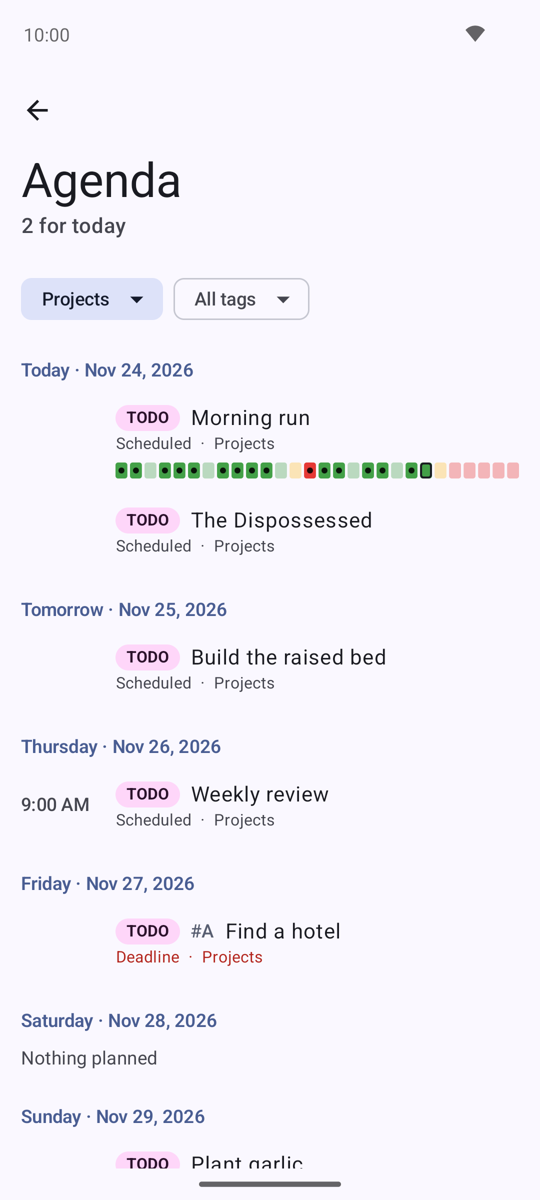 10:00
Agenda
2 for today
Projects
All tags
Today · Nov 24, 2026
TODO Morning run
Scheduled · Projects
TODO The Dispossessed
Scheduled · Projects
Tomorrow · Nov 25, 2026
TODO Build the raised bed
Scheduled · Projects
Thursday · Nov 26, 2026
9:00 AM TODO Weekly review
Scheduled · Projects
Friday · Nov 27, 2026
TODO #A Find a hotel
Deadline · Projects
Saturday · Nov 28, 2026
Nothing planned
Sunday · Nov 29, 2026
TODO Plant garlic